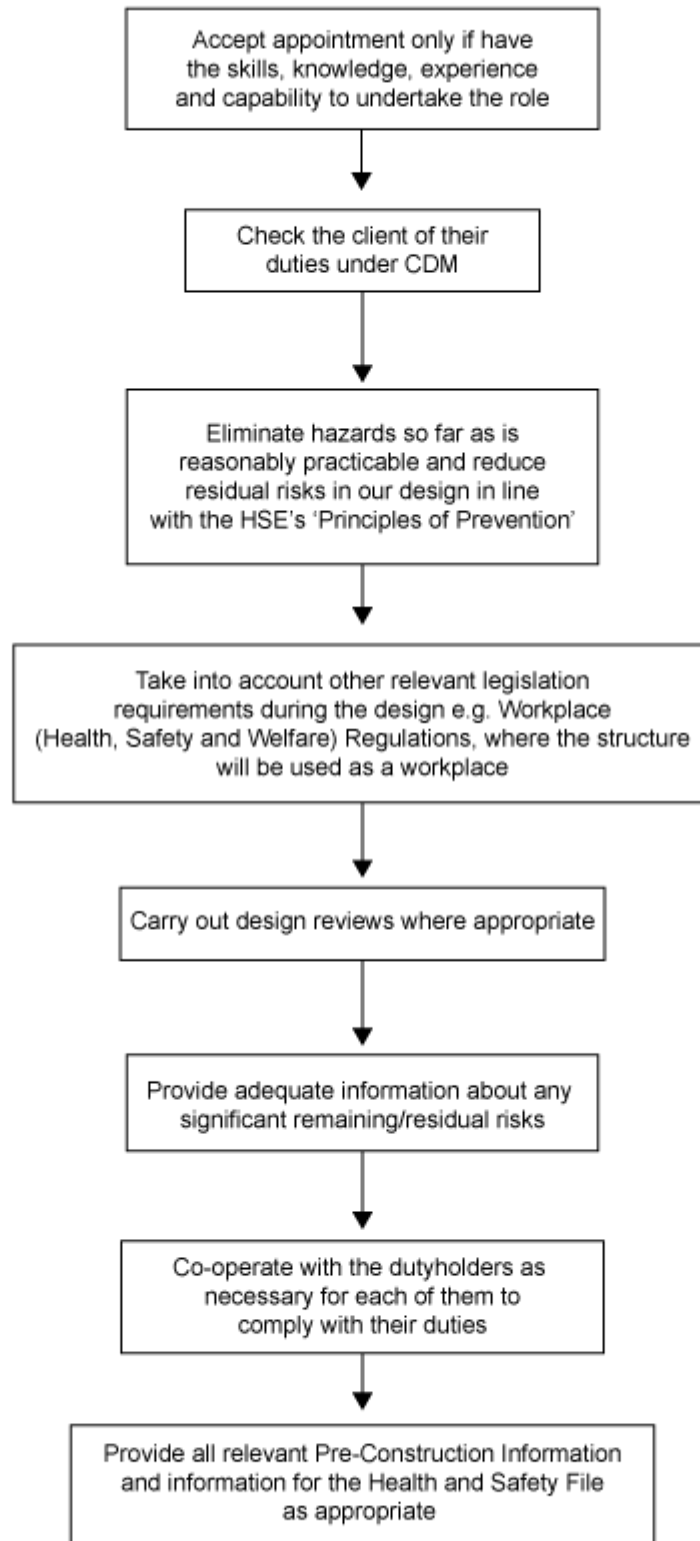 Accept appointment only if have
the skills, knowledge, experience
and capability to undertake the role
Check the client of their
duties under CDM
Eliminate hazards so far as is
reasonably practicable and reduce
residual risks in our design in line
with the HSE's 'Principles of Prevention'
Take into account other relevant legislation
requirements during the design e.g. Workplace
(Health, Safety and Welfare) Regulations, where the structure
will be used as a workplace
Carry out design reviews where appropriate
Provide adequate information about any
significant remaining/residual risks
Co-operate with the dutyholders as
necessary for each of them to
comply with their duties
Provide all relevant Pre-Construction Information
and information for the Health and Safety File
as appropriate